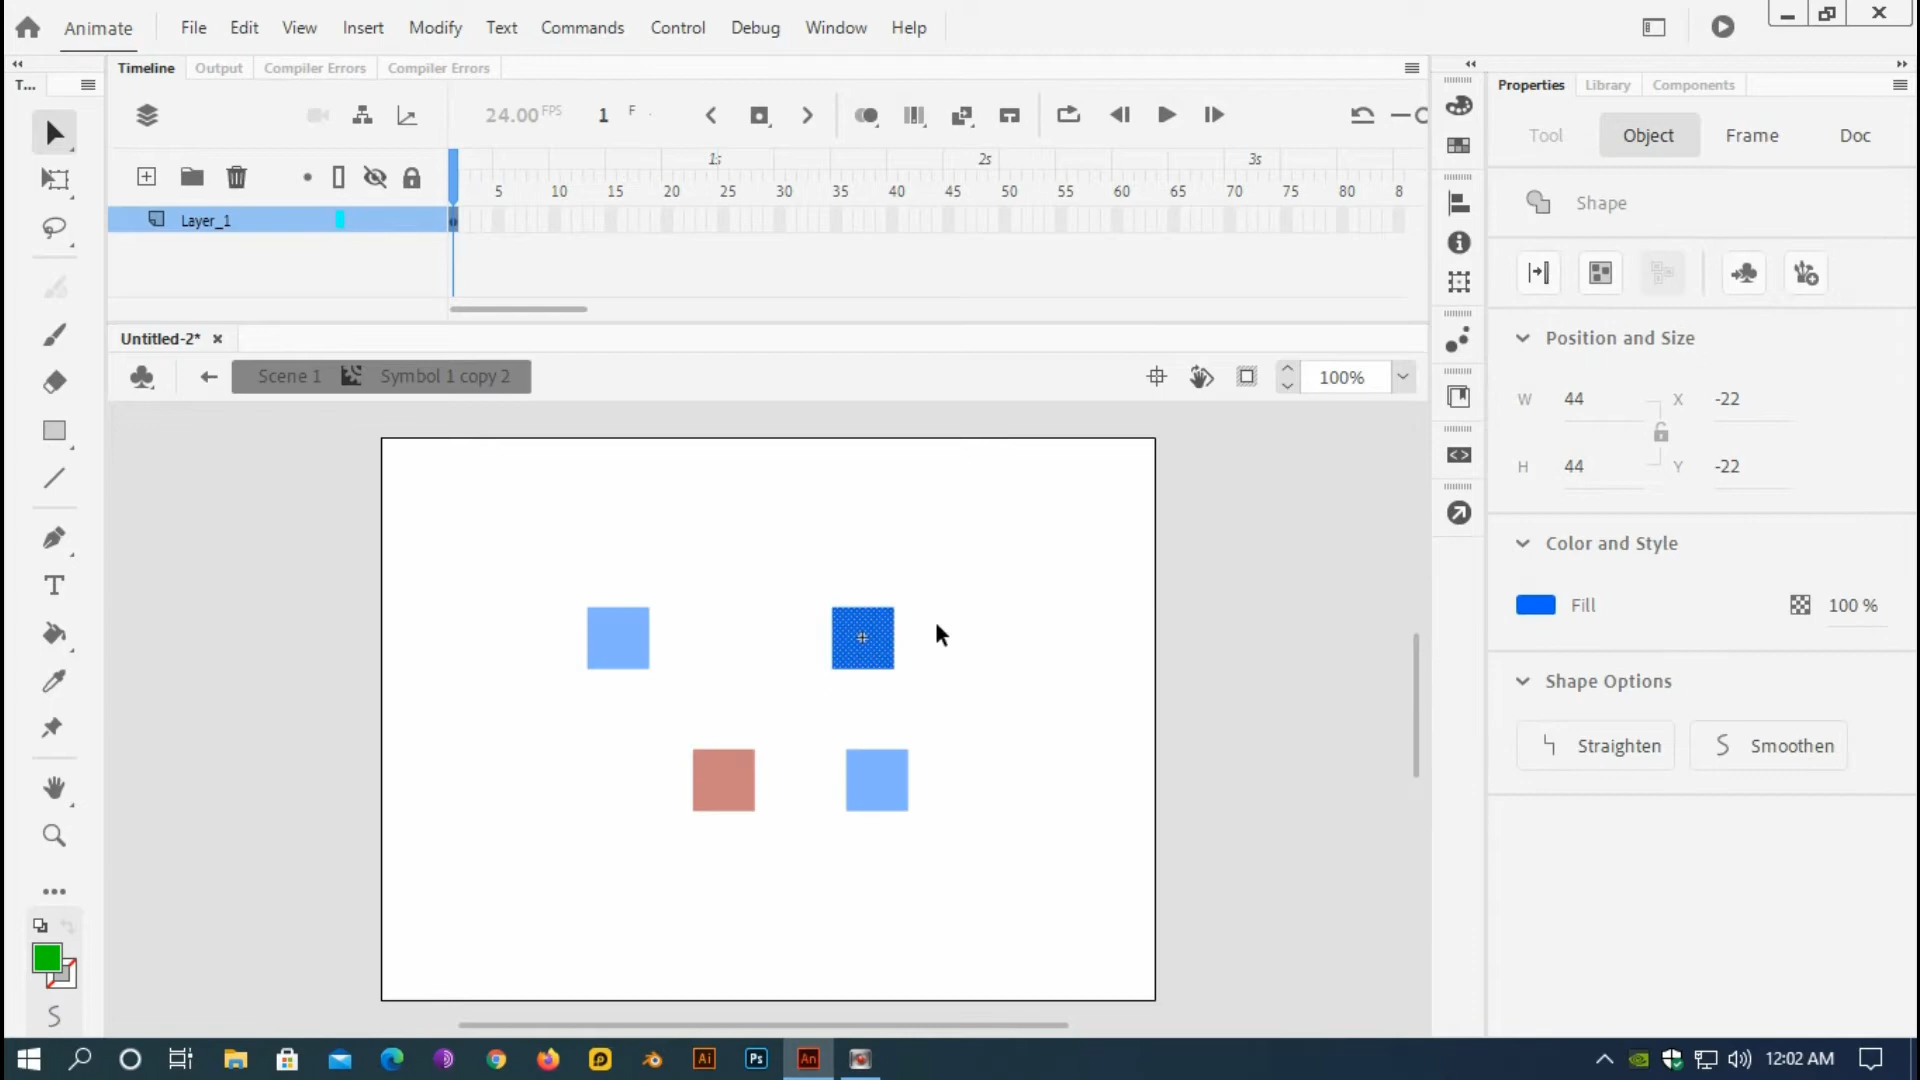 Animate File Edit View Insert Modify Text Commands Control Debug Window Help
T... Timeline Output Compiler Errors Compiler Errors
Properties Library Components
24.00 FPS 1 F
Tool Object Frame Doc
1s 2s 3s
5 10 15 20 25 30 35 40 45 50 55 60 65 70 75 80 8
Layer_1
Shape
Untitled-2*
Scene 1 Symbol 1 copy 2 100%
Position and Size
W 44 X -22
H 44 Y -22
Color and Style
Fill 100 %
Shape Options
Straighten Smoothen
Ai Ps An 12:02 AM